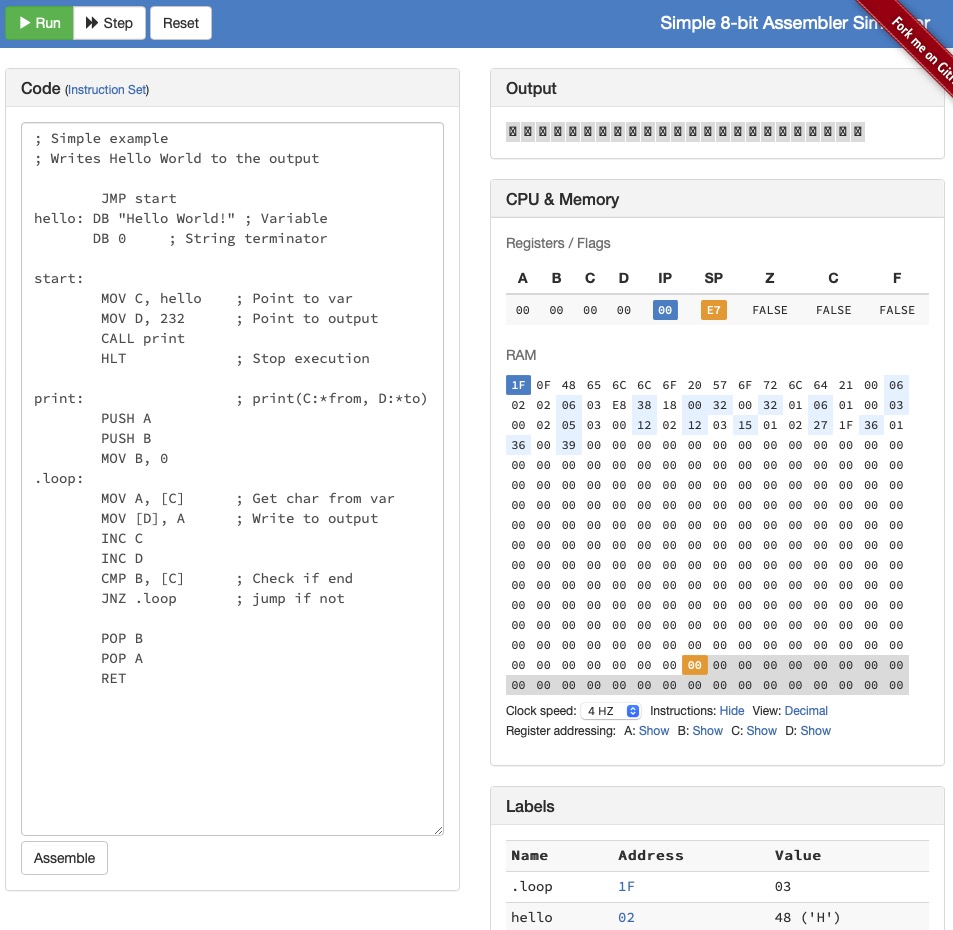 Run Step Reset
Simple 8-bit Assembler
Fork me on
Code (Instruction Set)
; Simple example
; Writes Hello World to the output
JMP start
hello: DB "Hello World!" ; Variable
DB 0 ; String terminator
start:
MOV C, hello ; Point to var
MOV D, 232 ; Point to output
CALL print
HLT ; Stop execution
print: ; print(C:*from, D:*to)
PUSH A
PUSH B
MOV B, 0
.loop:
MOV A, [C] ; Get char from var
MOV [D], A ; Write to output
INC C
INC D
CMP B, [C] ; Check if end
JNZ .loop ; jump if not
POP B
POP A
RET
Assemble
Output
CPU & Memory
Registers / Flags
A B C D IP SP Z C F
00 00 00 00 00 E7 FALSE FALSE FALSE
RAM
1F 0F 48 65 6C 6C 6F 20 57 6F 72 6C 64 21 00 06
02 02 06 03 E8 38 18 00 32 00 32 01 06 01 00 03
00 02 05 03 00 12 02 12 03 15 01 02 27 1F 36 01
36 00 39 00 00 00 00 00 00 00 00 00 00 00 00 00
00 00 00 00 00 00 00 00 00 00 00 00 00 00 00 00
00 00 00 00 00 00 00 00 00 00 00 00 00 00 00 00
00 00 00 00 00 00 00 00 00 00 00 00 00 00 00 00
00 00 00 00 00 00 00 00 00 00 00 00 00 00 00 00
00 00 00 00 00 00 00 00 00 00 00 00 00 00 00 00
00 00 00 00 00 00 00 00 00 00 00 00 00 00 00 00
00 00 00 00 00 00 00 00 00 00 00 00 00 00 00 00
00 00 00 00 00 00 00 00 00 00 00 00 00 00 00 00
00 00 00 00 00 00 00 00 00 00 00 00 00 00 00 00
00 00 00 00 00 00 00 00 00 00 00 00 00 00 00 00
00 00 00 00 00 00 00 00 00 00 00 00 00 00 00 00
00 00 00 00 00 00 00 00 00 00 00 00 00 00 00 00
Clock speed: 4 HZ Instructions: Hide View: Decimal
Register addressing: A: Show B: Show C: Show D: Show
Labels
Name Address Value
.loop 1F 03
hello 02 48 ('H')